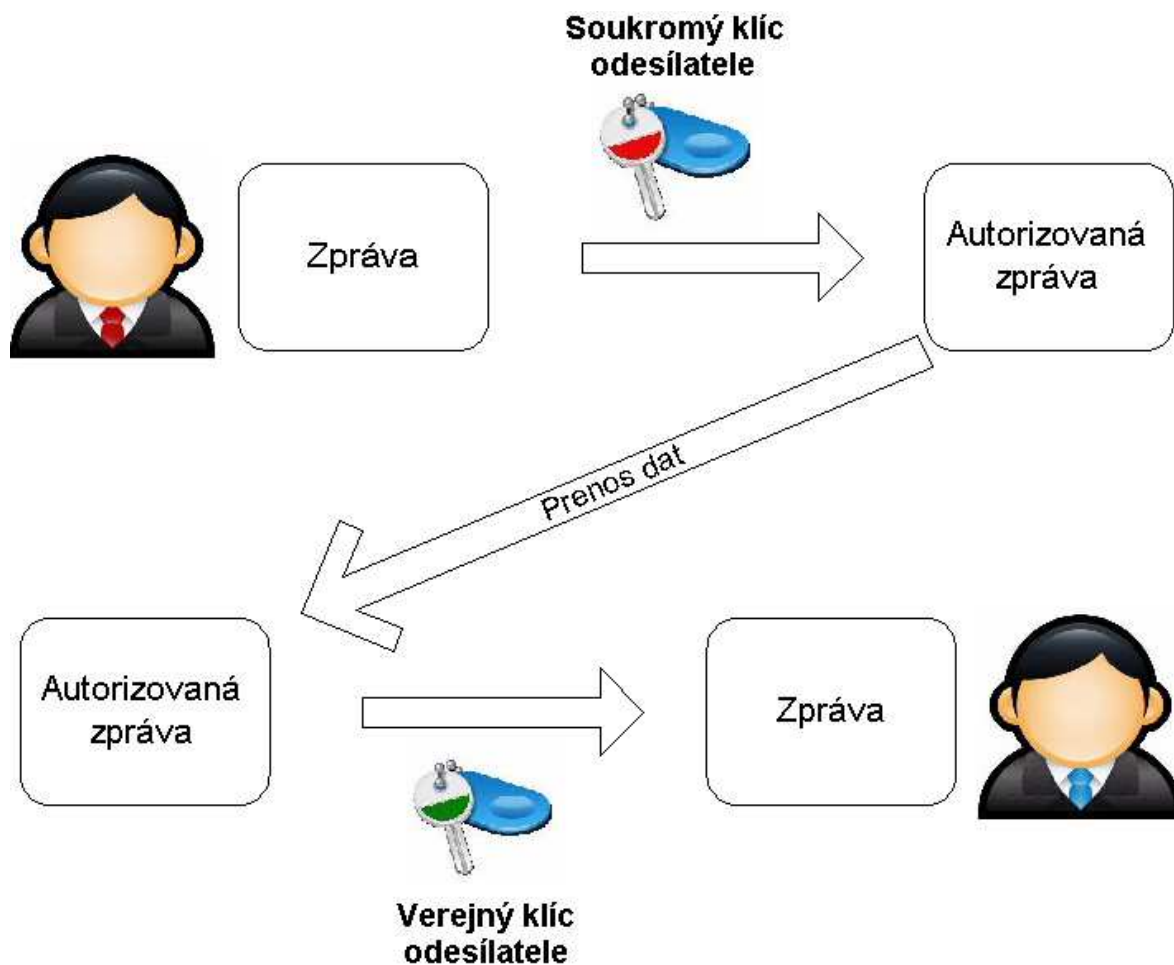 Soukromý klíc
odesílatele
Zpráva
Autorizovaná
zpráva
Prenos dat
Autorizovaná
zpráva
Zpráva
Verejný klíc
odesílatele